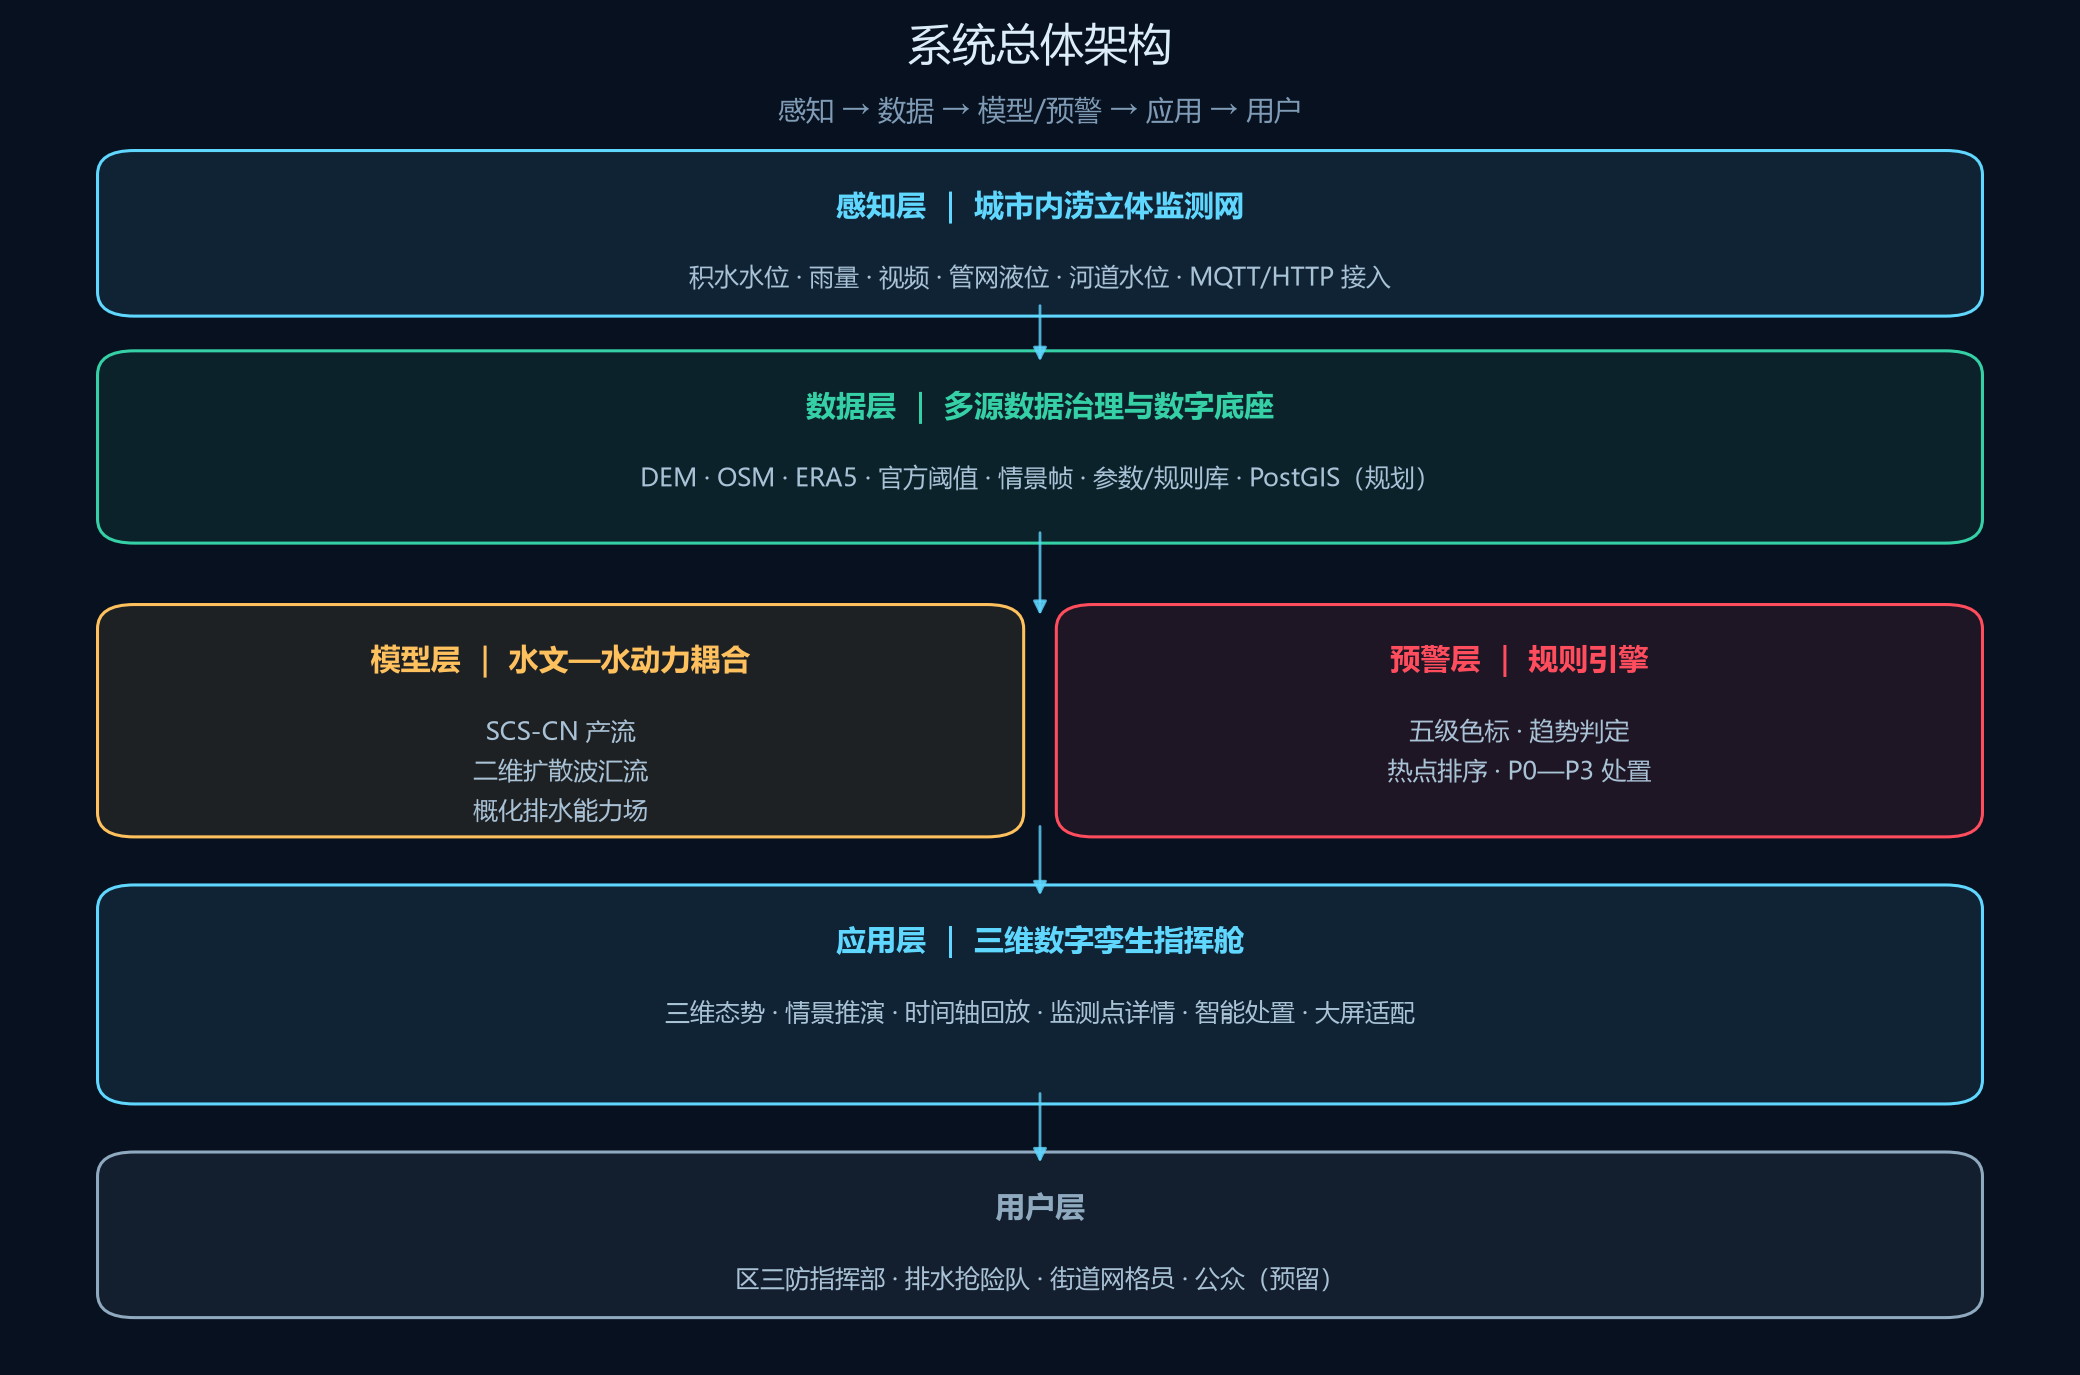 系统总体架构
感知 → 数据 → 模型/预警 → 应用 → 用户
感知层 ｜ 城市内涝立体监测网
积水水位 · 雨量 · 视频 · 管网液位 · 河道水位 · MQTT/HTTP 接入
数据层 ｜ 多源数据治理与数字底座
DEM · OSM · ERA5 · 官方阈值 · 情景帧 · 参数/规则库 · PostGIS（规划）
模型层 ｜ 水文—水动力耦合
SCS-CN 产流
二维扩散波汇流
概化排水能力场
预警层 ｜ 规则引擎
五级色标 · 趋势判定
热点排序 · P0—P3 处置
应用层 ｜ 三维数字孪生指挥舱
三维态势 · 情景推演 · 时间轴回放 · 监测点详情 · 智能处置 · 大屏适配
用户层
区三防指挥部 · 排水抢险队 · 街道网格员 · 公众（预留）